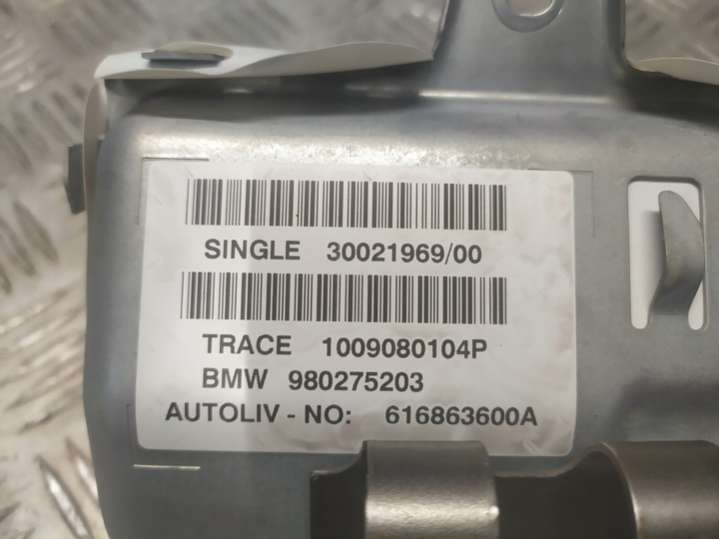 SINGLE 30021969/00
TRACE 1009080104P
BMW 980275203
AUTOLIV - NO: 616863600A